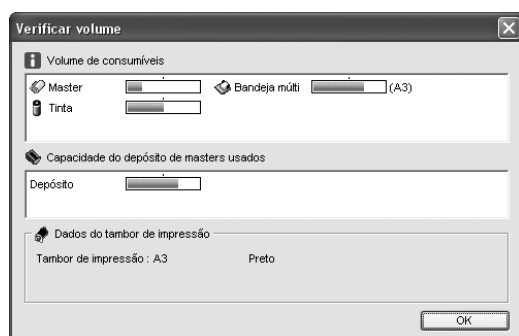 Verificar volume
Volume de consumíveis
Master Bandeja múlti (A3)
Tinta
Capacidade do depósito de masters usados
Depósito
Dados do tambor de impressão
Tambor de impressão : A3 Preto
OK